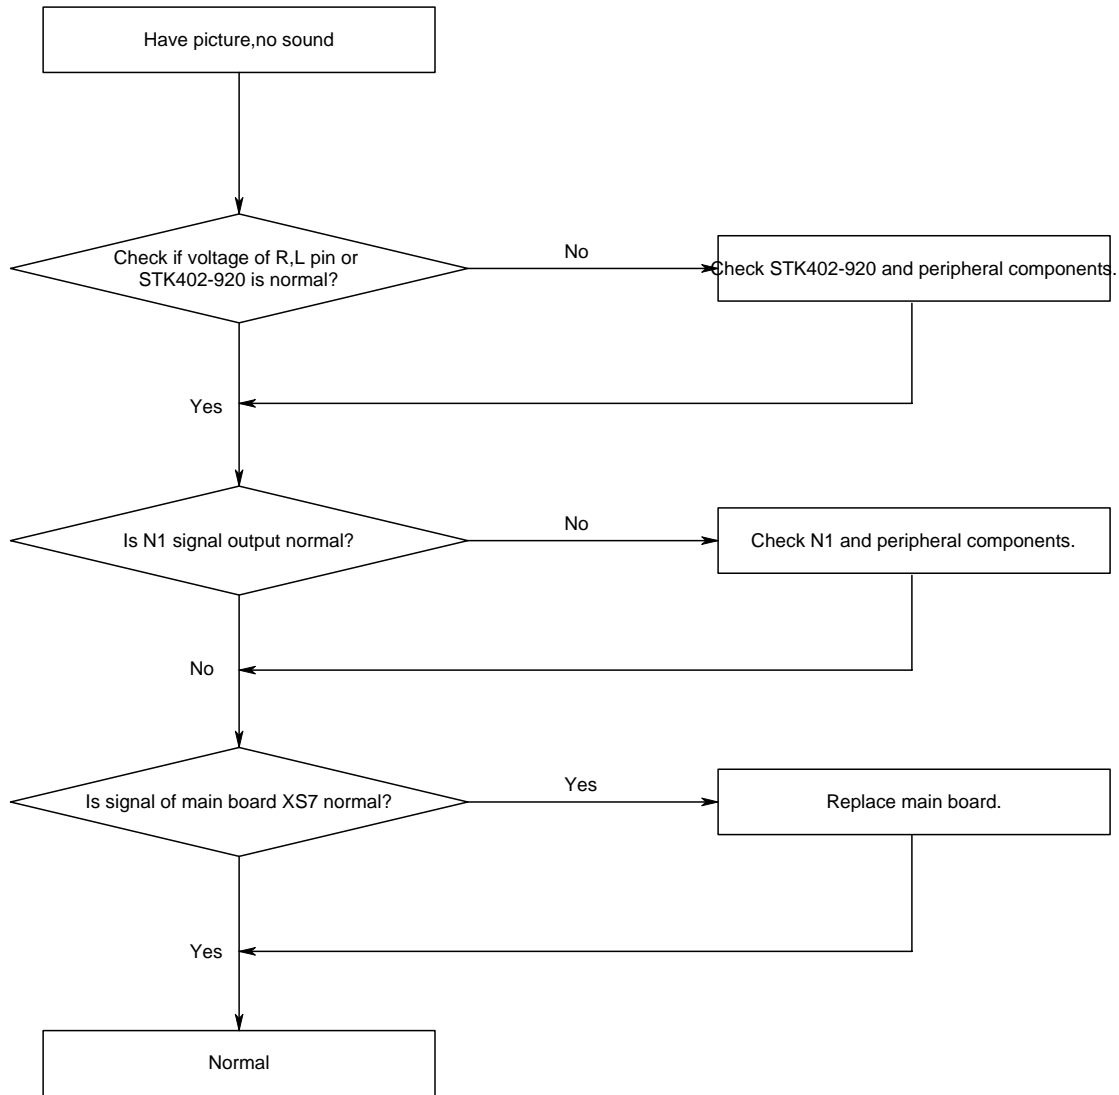 Have picture,no sound
Check if voltage of R,L pin or
STK402-920 is normal?
No
Check STK402-920 and peripheral components.
Yes
Is N1 signal output normal?
No
Check N1 and peripheral components.
No
Is signal of main board XS7 normal?
Yes
Replace main board.
Yes
Normal